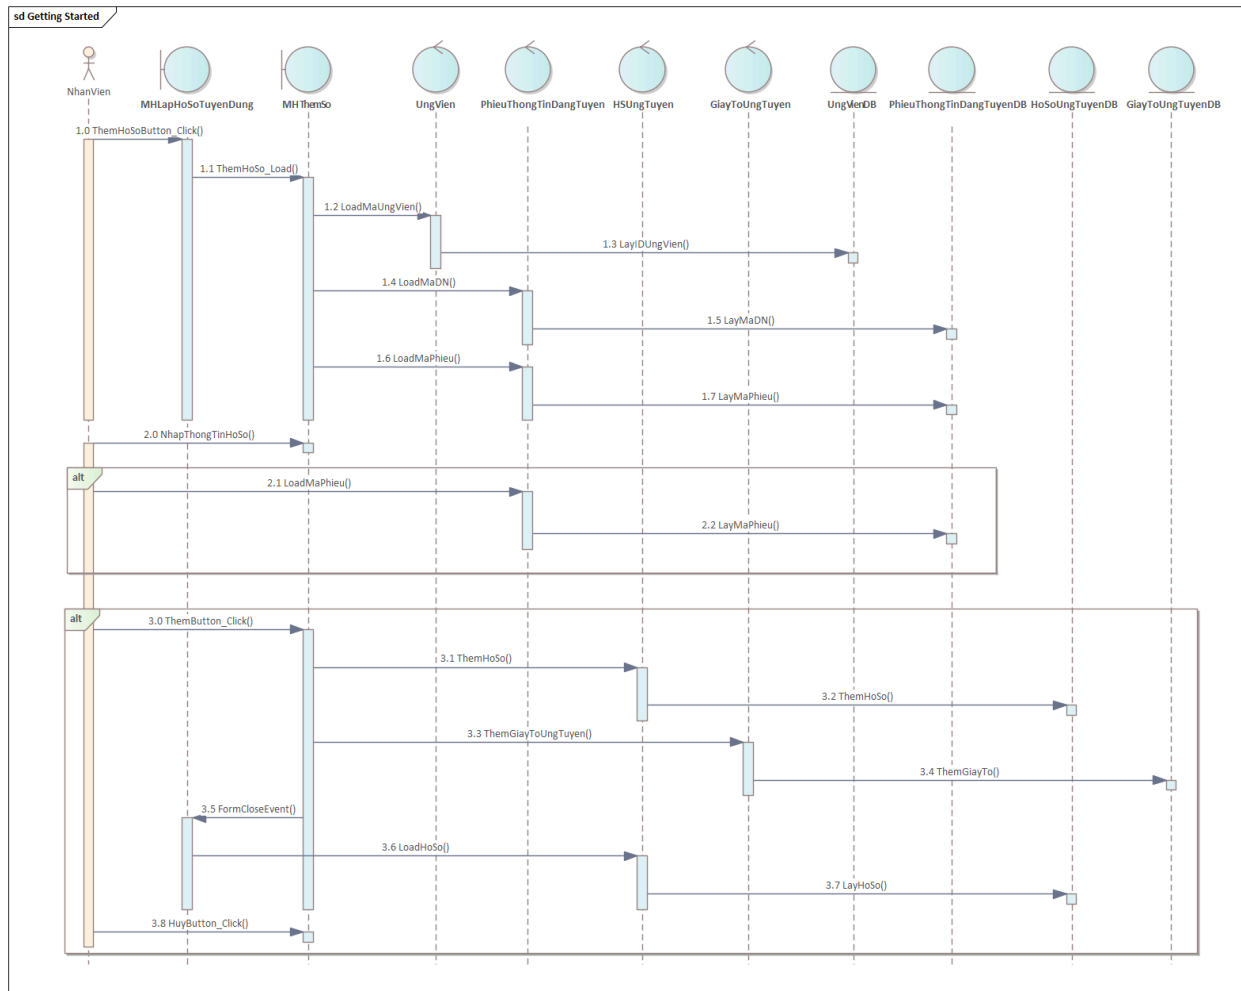 sd Getting Started
NhanVien
MHLapHoSoTuyenDung
MHThemSo
UngVien
PhieuThongTinDangTuyen
HSUngTuyen
GiayToUngTuyen
UngVienDB
PhieuThongTinDangTuyenDB
HoSoUngTuyenDB
GiayToUngTuyenDB
1.0 ThemHoSoButton_Click()
1.1 ThemHoSo_Load()
1.2 LoadMaUngVien()
1.3 LayIDUngVien()
1.4 LoadMaDN()
1.5 LayMaDN()
1.6 LoadMaPhieu()
1.7 LayMaPhieu()
2.0 NhapThongTinHoSo()
alt
2.1 LoadMaPhieu()
2.2 LayMaPhieu()
alt
3.0 ThemButton_Click()
3.1 ThemHoSo()
3.2 ThemHoSo()
3.3 ThemGiayToUngTuyen()
3.4 ThemGiayTo()
3.5 FormCloseEvent()
3.6 LoadHoSo()
3.7 LayHoSo()
3.8 HuyButton_Click()